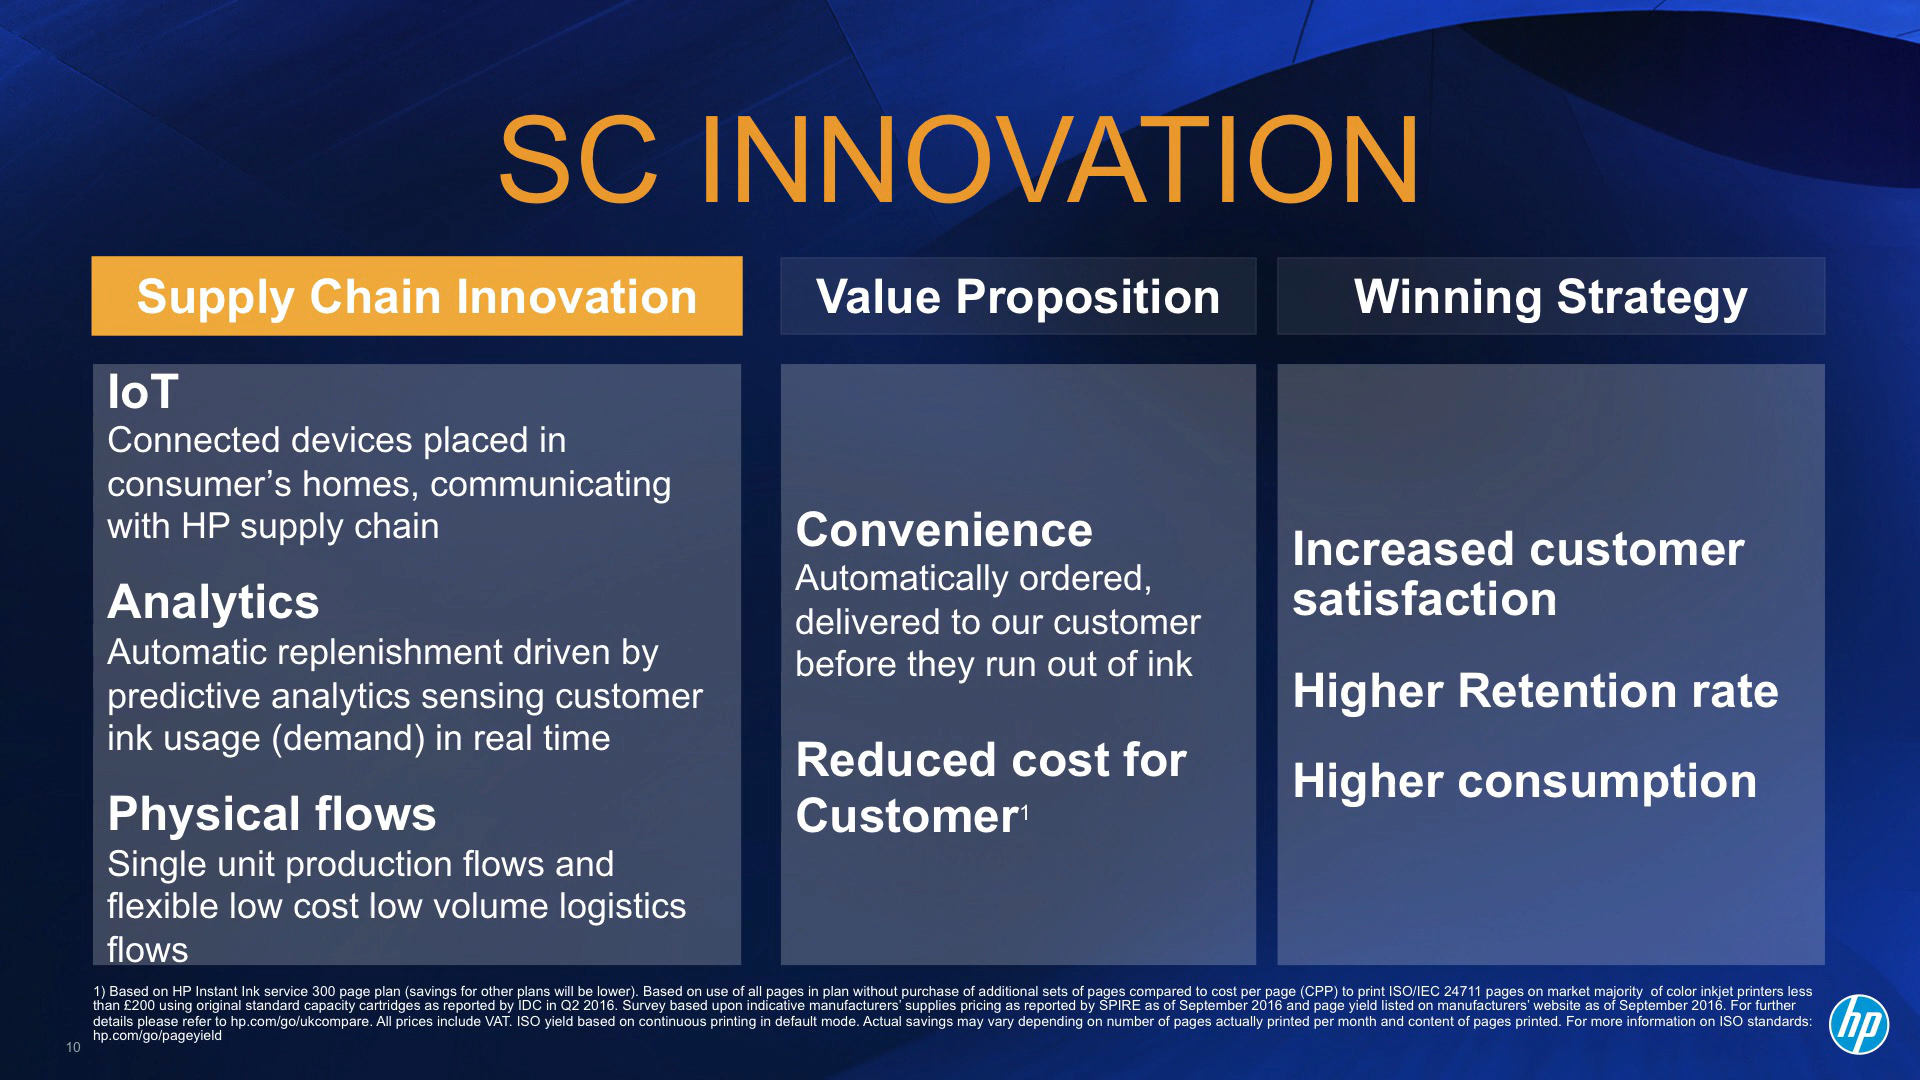 SC INNOVATION
Supply Chain Innovation
IoT
Connected devices placed in
consumer’s homes, communicating
with HP supply chain
Analytics
Automatic replenishment driven by
predictive analytics sensing customer
ink usage (demand) in real time
Physical flows
Single unit production flows and
flexible low cost low volume logistics
flows
Value Proposition
Convenience
Automatically ordered,
delivered to our customer
before they run out of ink
Reduced cost for
Customer1
Winning Strategy
Increased customer
satisfaction
Higher Retention rate
Higher consumption
1) Based on HP Instant Ink service 300 page plan (savings for other plans will be lower). Based on use of all pages in plan without purchase of additional sets of pages compared to cost per page (CPP) to print ISO/IEC 24711 pages on market majority of color inkjet printers less
than £200 using original standard capacity cartridges as reported by IDC in Q2 2016. Survey based upon indicative manufacturers’ supplies pricing as reported by SPIRE as of September 2016 and page yield listed on manufacturers’ website as of September 2016. For further
details please refer to hp.com/go/ukcompare. All prices include VAT. ISO yield based on continuous printing in default mode. Actual savings may vary depending on number of pages actually printed per month and content of pages printed. For more information on ISO standards:
hp.com/go/pageyield
10
hp